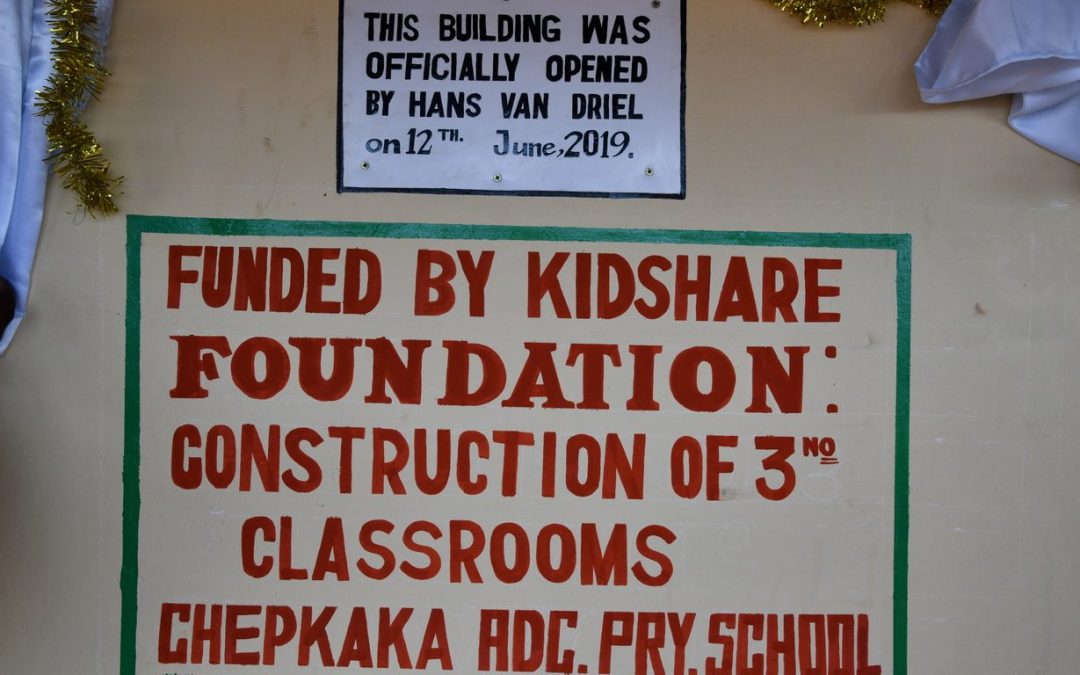 THIS BUILDING WAS
OFFICIALLY OPENED
BY HANS VAN DRIEL
on 12TH. June, 2019.
FUNDED BY KIDSHARE
FOUNDATION:
CONSTRUCTION OF 3NO
CLASSROOMS
CHEPKAKA ADC. PRY. SCHOOL